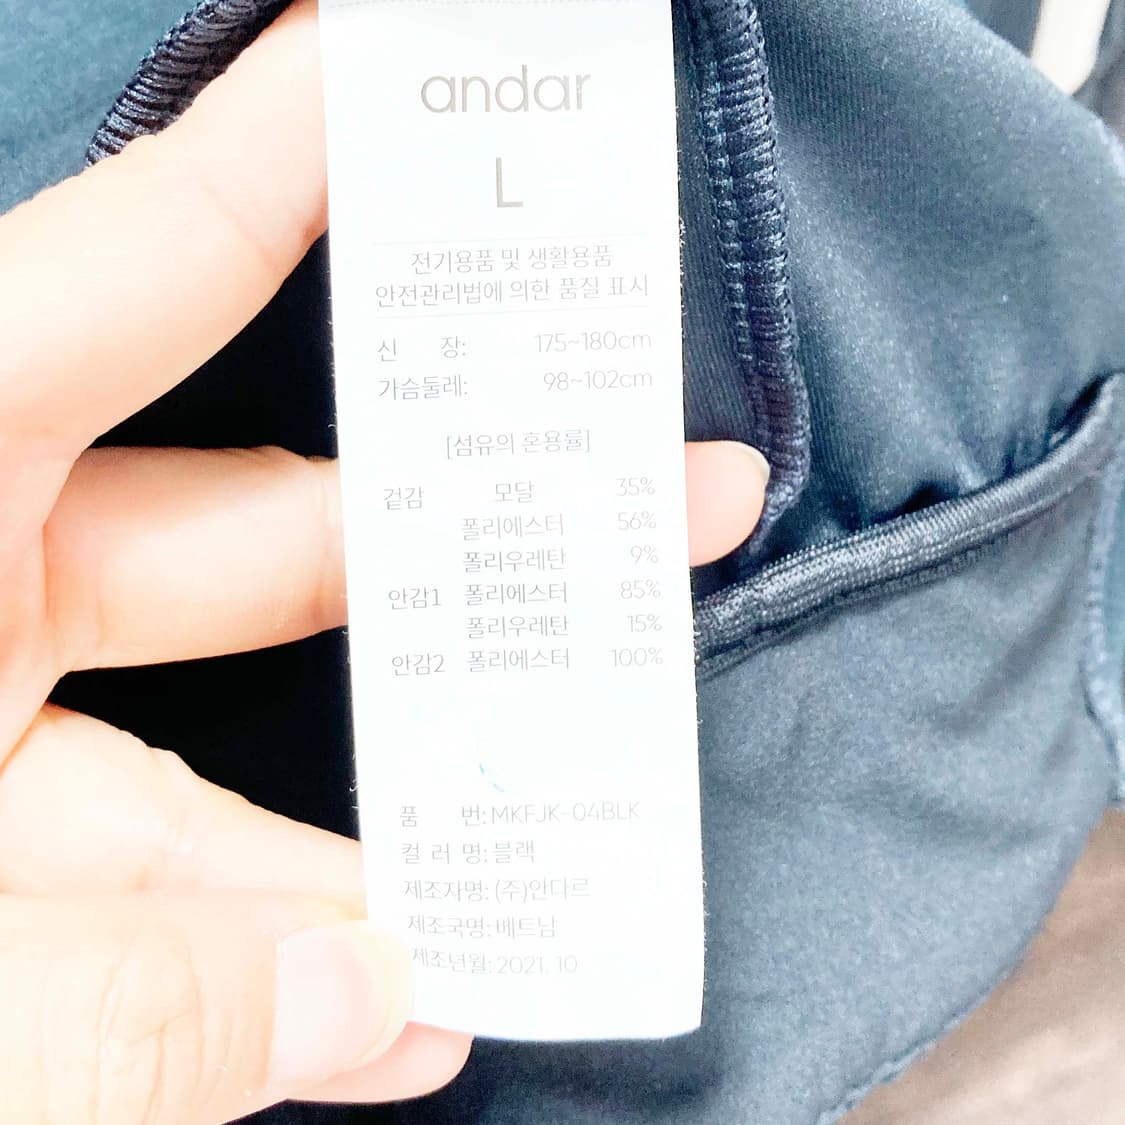 andar
L
전기용품 및 생활용품
안전관리법에 의한 품질 표시
신 장: 175~180cm
가슴둘레: 98~102cm
[섬유의 혼용률]
겉감 모달 35%
폴리에스터 56%
폴리우레탄 9%
안감1 폴리에스터 85%
폴리우레탄 15%
안감2 폴리에스터 100%
품 번: MKFJK-04BLK
컬 러 명: 블랙
제조자명: (주)안다르
제조국명: 베트남
제조년월: 2021. 10